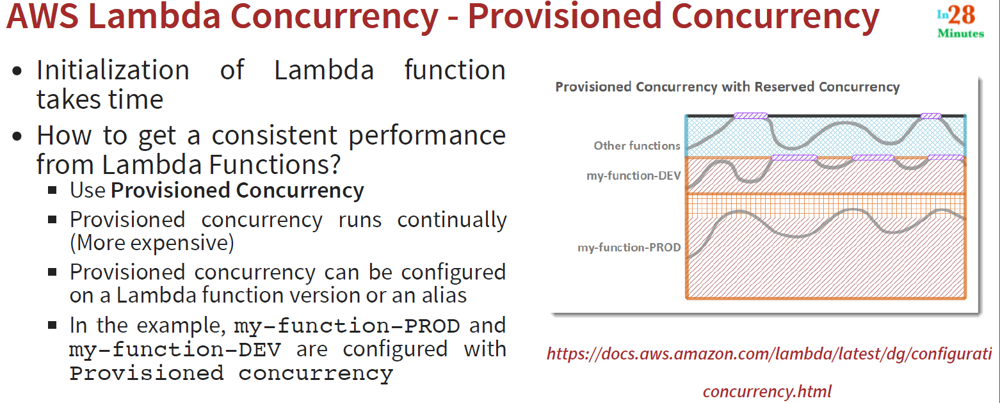 AWS Lambda Concurrency - Provisioned Concurrency
In28
Minutes
• Initialization of Lambda function
takes time
• How to get a consistent performance
from Lambda Functions?
▪ Use Provisioned Concurrency
▪ Provisioned concurrency runs continually
(More expensive)
▪ Provisioned concurrency can be configured
on a Lambda function version or an alias
▪ In the example, my-function-PROD and
my-function-DEV are configured with
Provisioned concurrency
Provisioned Concurrency with Reserved Concurrency
Other functions
my-function-DEV
my-function-PROD
https://docs.aws.amazon.com/lambda/latest/dg/configurati
concurrency.html